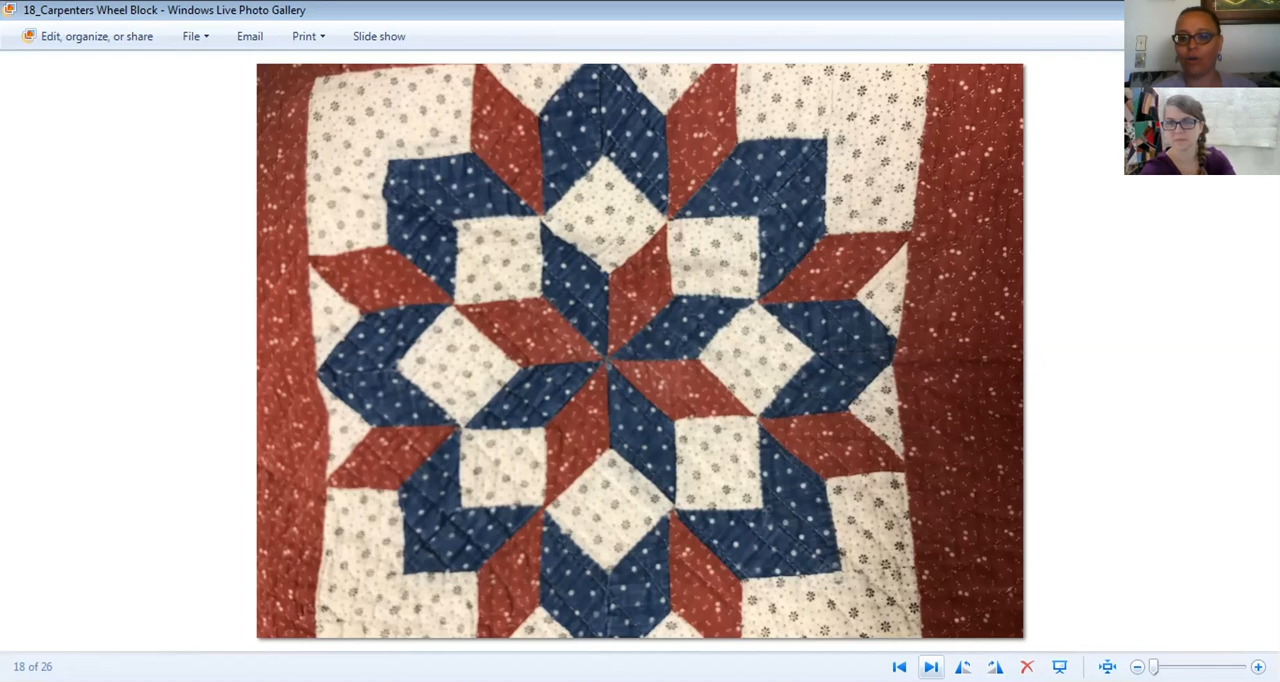 18_Carpenters Wheel Block - Windows Live Photo Gallery
Edit, organize, or share File Email Print Slide show
18 of 26